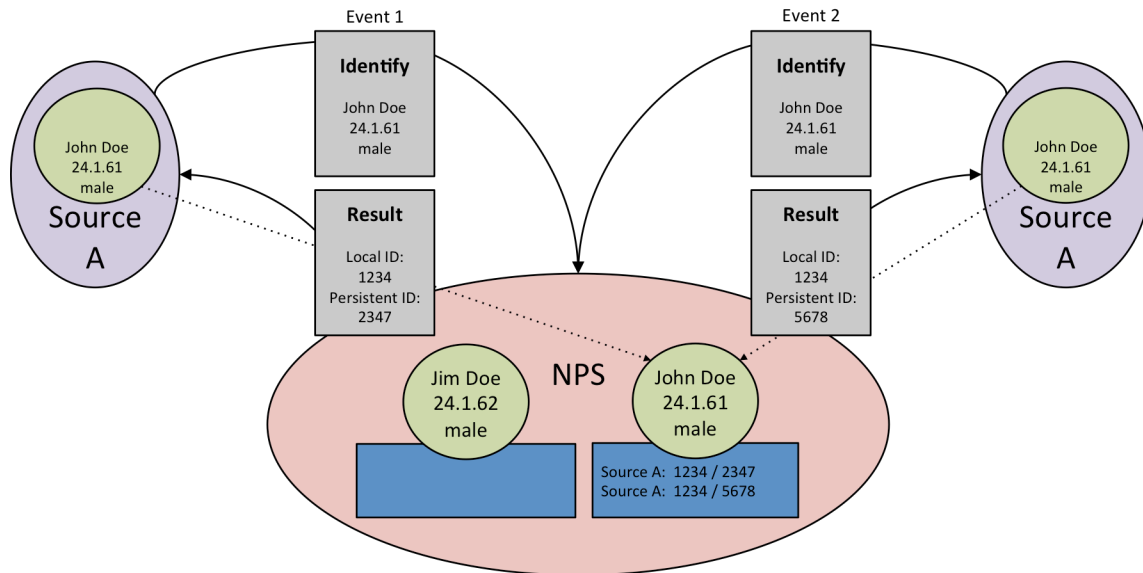 Event 1
Identify
John Doe
24.1.61
male
Result
Local ID:
1234
Persistent ID:
2347
John Doe
24.1.61
male
Source
A
Event 2
Identify
John Doe
24.1.61
male
Result
Local ID:
1234
Persistent ID:
5678
John Doe
24.1.61
male
Source
A
NPS
Jim Doe
24.1.62
male
John Doe
24.1.61
male
Source A: 1234 / 2347
Source A: 1234 / 5678